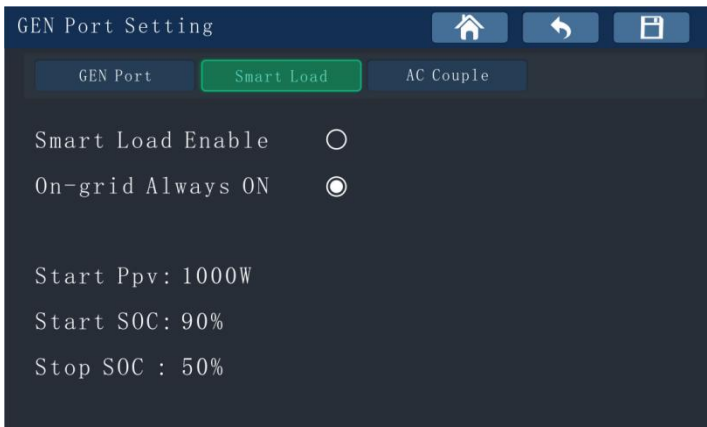 GEN Port Setting
GEN Port Smart Load AC Couple
Smart Load Enable
On-grid Always ON
Start Ppv: 1000W
Start SOC: 90%
Stop SOC : 50%